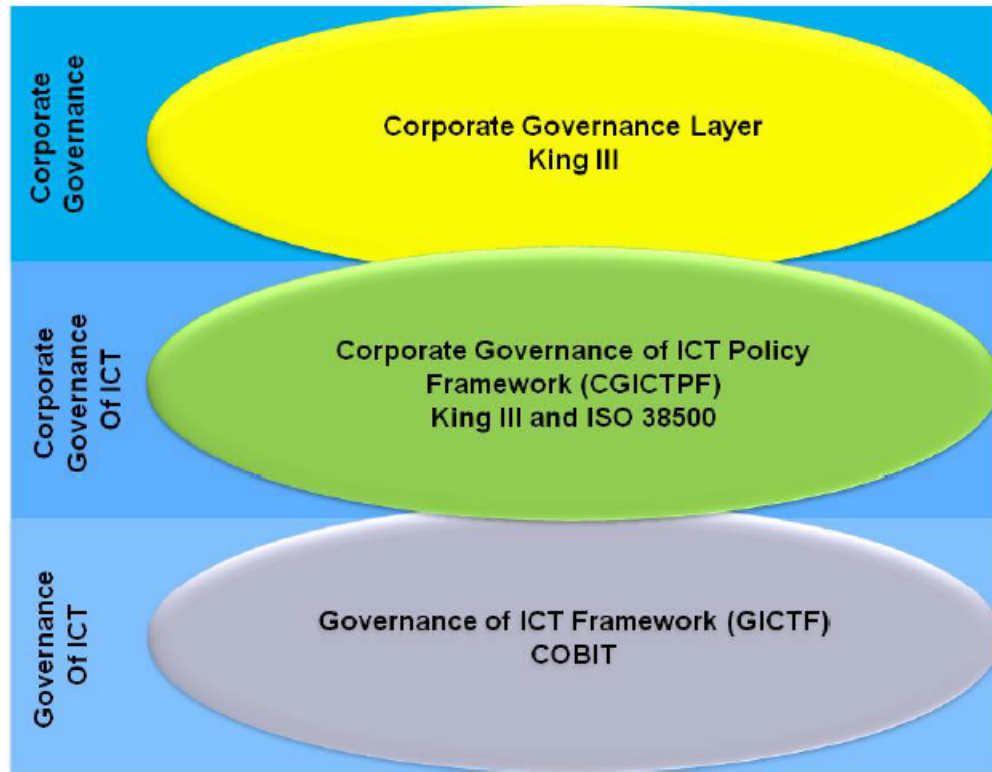 Corporate
Governance
Corporate Governance Layer
King III
Corporate
Governance
Of ICT
Corporate Governance of ICT Policy
Framework (CGICTPF)
King III and ISO 38500
Governance
Of ICT
Governance of ICT Framework (GICTF)
COBIT